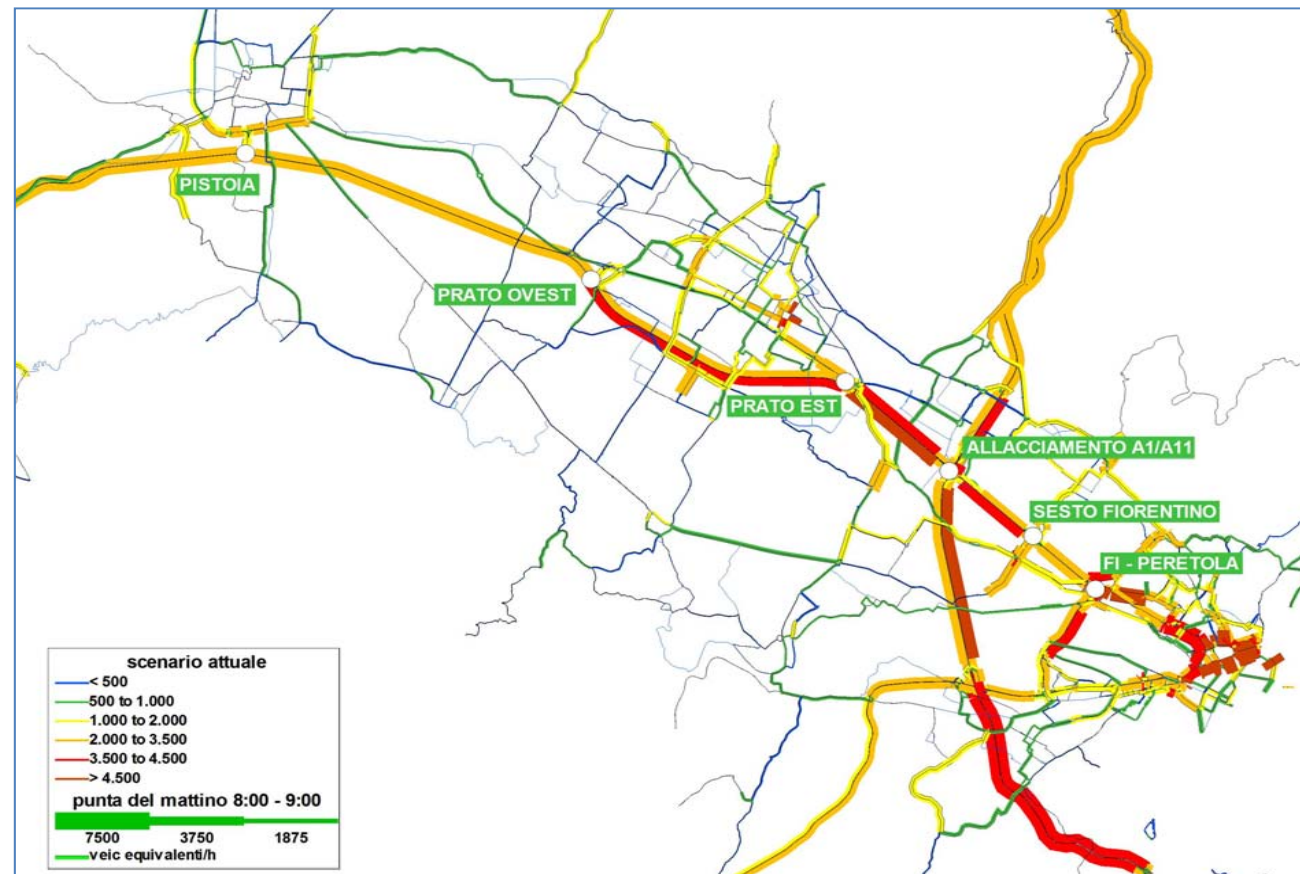 PISTOIA
PRATO OVEST
PRATO EST
ALLACCIAMENTO A1/A11
SESTO FIORENTINO
FI - PERETOLA
scenario attuale
< 500
500 to 1.000
1.000 to 2.000
2.000 to 3.500
3.500 to 4.500
> 4.500
punta del mattino 8:00 - 9:00
7500 3750 1875
veic equivalenti/h